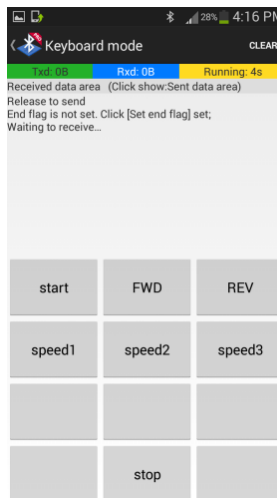 28% 4:16 PM
Keyboard mode CLEAR
Txd: 0B Rxd: 0B Running: 4s
Received data area (Click show:Sent data area)
Release to send
End flag is not set. Click [Set end flag] set;
Waiting to receive…
start FWD REV
speed1 speed2 speed3
stop